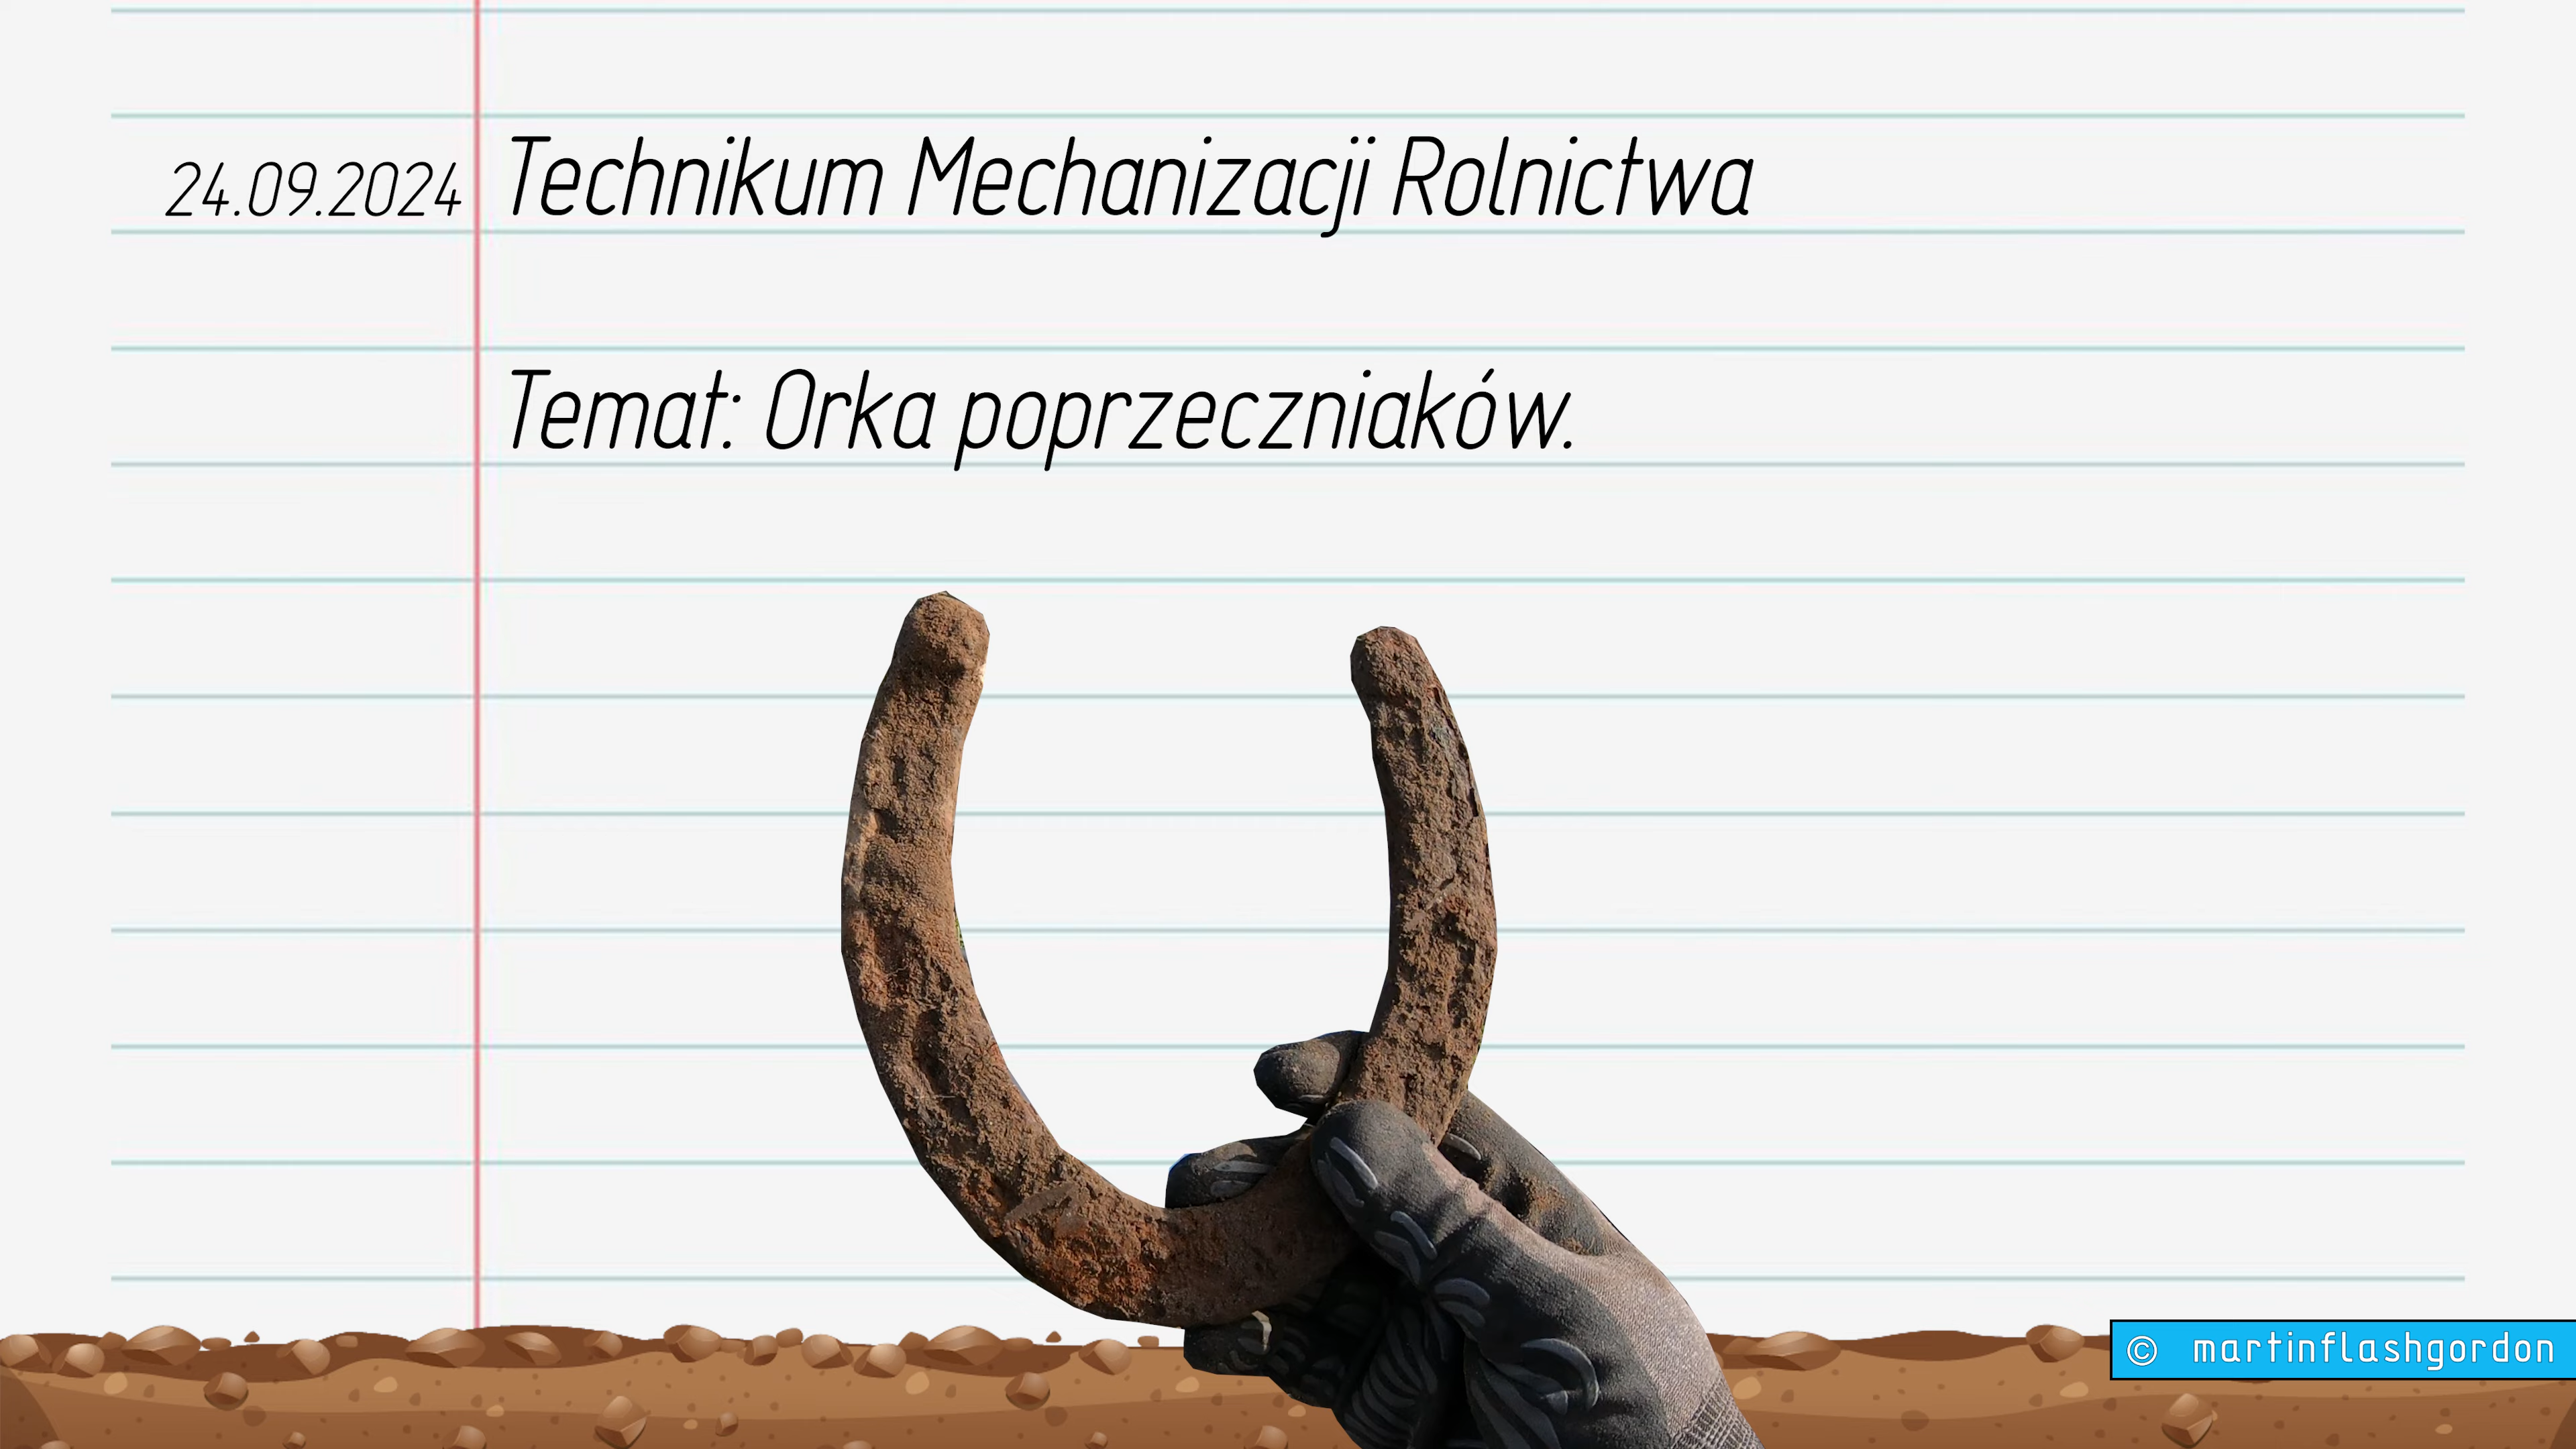 24.09.2024 Technikum Mechanizacji Rolnictwa
Temat: Orka poprzeczniaków.
© martinflashgordon